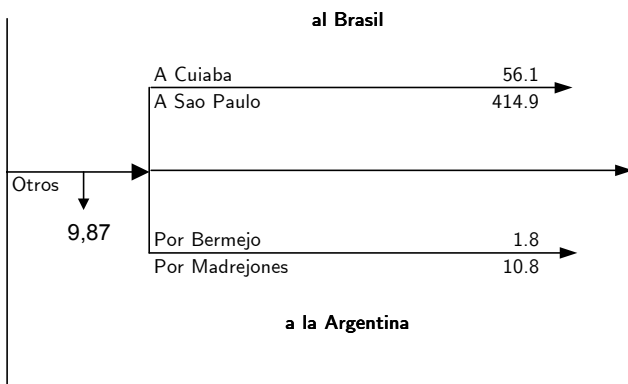 al Brasil
A Cuiaba 56.1
A Sao Paulo 414.9
Otros
9,87
Por Bermejo 1.8
Por Madrejones 10.8
a la Argentina